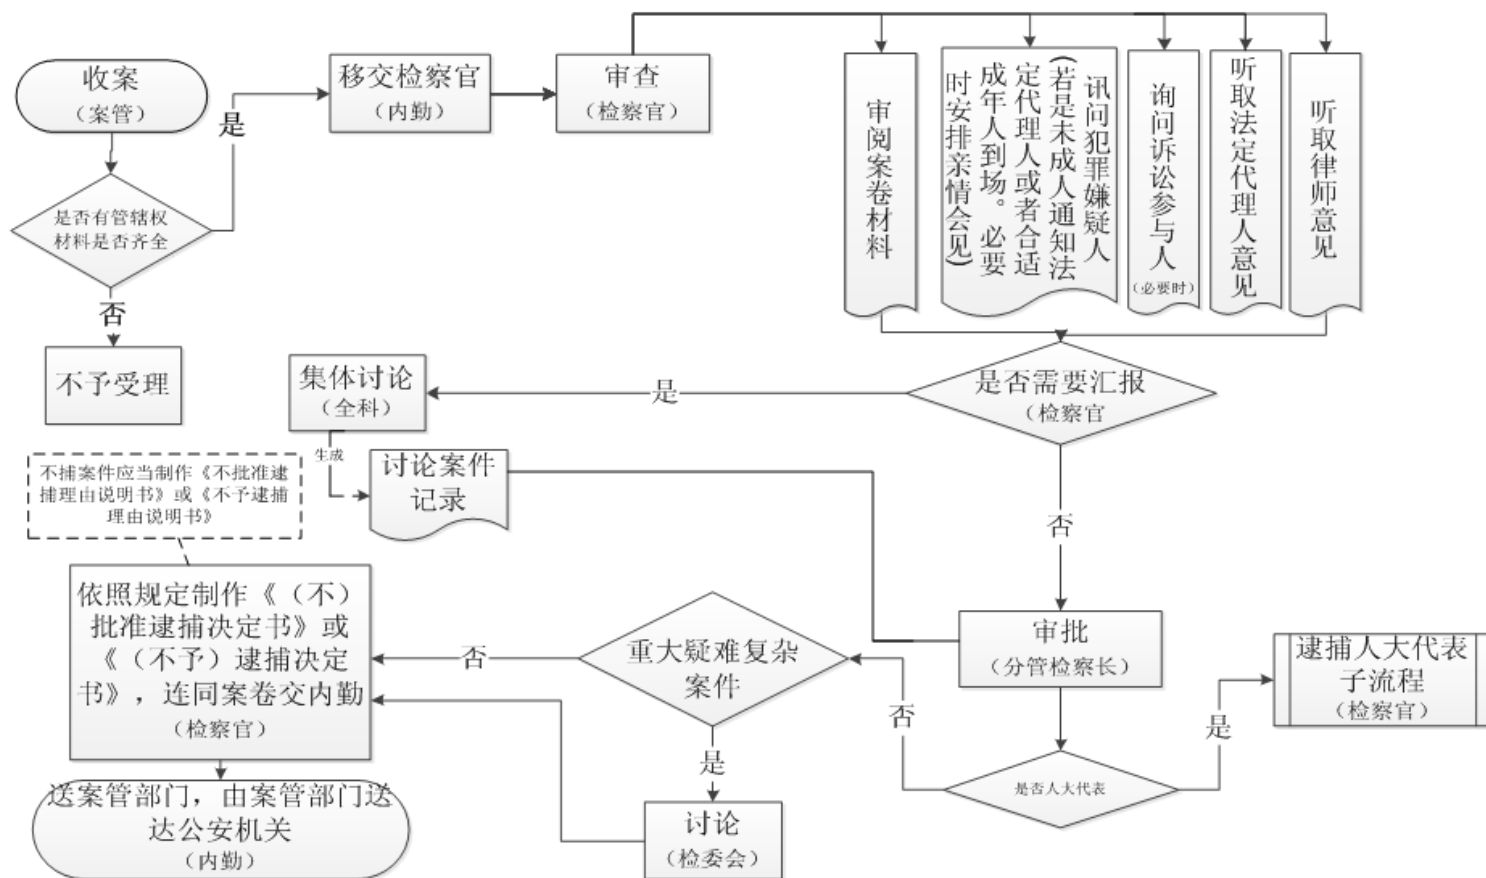 收案
（案管）
是否有管辖权
材料是否齐全
是
否
不予受理
移交检察官
（内勤）
审查
（检察官）
审阅案卷材料
讯问犯罪嫌疑人
（若是未成人通知法
定代理人或者合适
成年人到场。必要
时安排亲情会见）
询问诉讼参与人
（必要时）
听取法定代理人意见
听取律师意见
是否需要汇报
（检察官
是
集体讨论
（全科）
生成
讨论案件
记录
否
审批
（分管检察长）
是否人大代表
是
逮捕人大代表
子流程
（检察官）
否
重大疑难复杂
案件
是
讨论
（检委会）
否
不捕案件应当制作《不批准逮
捕理由说明书》或《不予逮捕
理由说明书》
依照规定制作《（不）
批准逮捕决定书》或
《（不予）逮捕决定
书》，连同案卷交内勤
（检察官）
送案管部门，由案管部门送
达公安机关
（内勤）